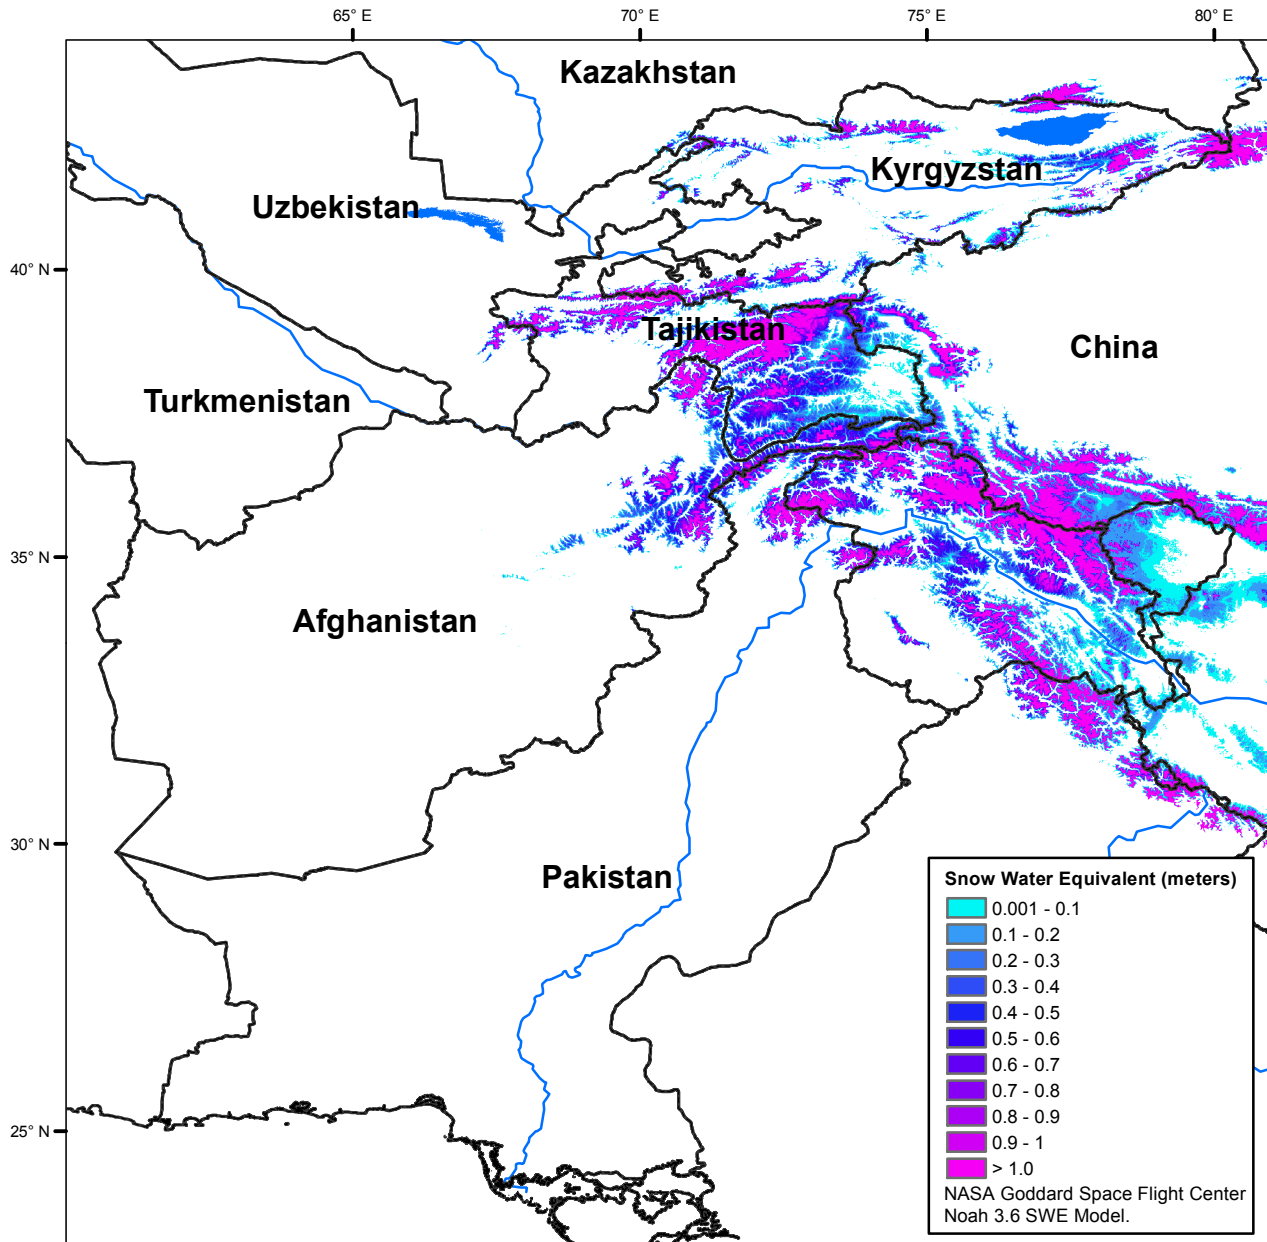 65° E
70° E
75° E
80° E
Kazakhstan
Kyrgyzstan
Uzbekistan
40° N
Tajikistan
China
Turkmenistan
35° N
Afghanistan
30° N
Pakistan
25° N
Snow Water Equivalent (meters)
0.001 - 0.1
0.1 - 0.2
0.2 - 0.3
0.3 - 0.4
0.4 - 0.5
0.5 - 0.6
0.6 - 0.7
0.7 - 0.8
0.8 - 0.9
0.9 - 1
> 1.0
NASA Goddard Space Flight Center
Noah 3.6 SWE Model.